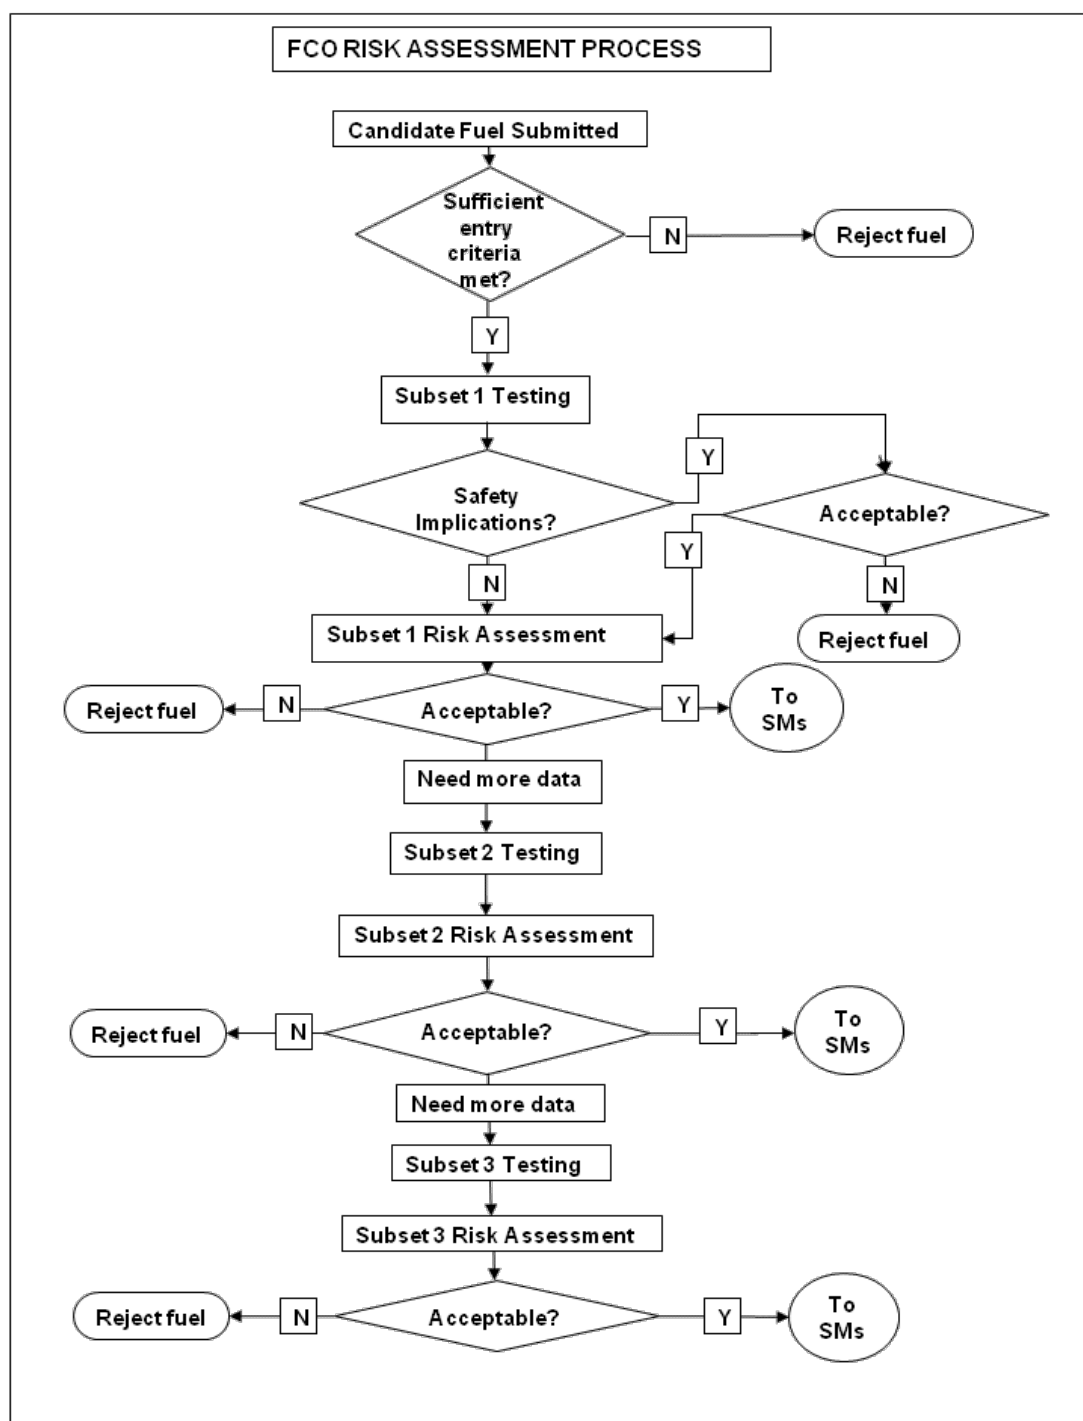 FCO RISK ASSESSMENT PROCESS
Candidate Fuel Submitted
Sufficient
entry
criteria
met?
N
Reject fuel
Y
Subset 1 Testing
Y
Safety
Implications?
Acceptable?
Y
N
N
Subset 1 Risk Assessment
Reject fuel
Reject fuel
N
Acceptable?
Y
To
SMs
Need more data
Subset 2 Testing
Subset 2 Risk Assessment
Reject fuel
N
Acceptable?
Y
To
SMs
Need more data
Subset 3 Testing
Subset 3 Risk Assessment
Reject fuel
N
Acceptable?
Y
To
SMs